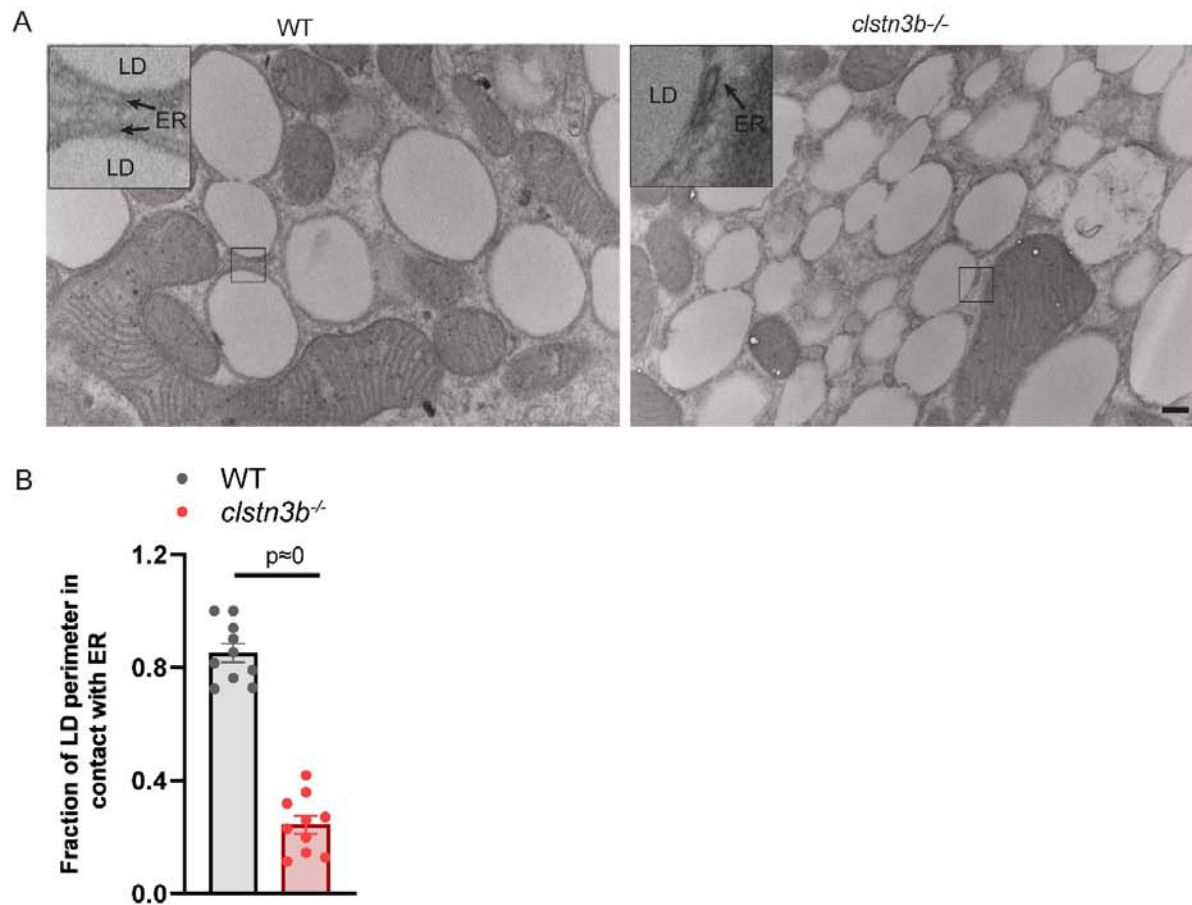 A
WT
clstn3b-/-
LD
ER
LD
LD
ER
B
WT
clstn3b-/-
p≈0
1.2
0.8
0.4
0.0
Fraction of LD perimeter in
contact with ER